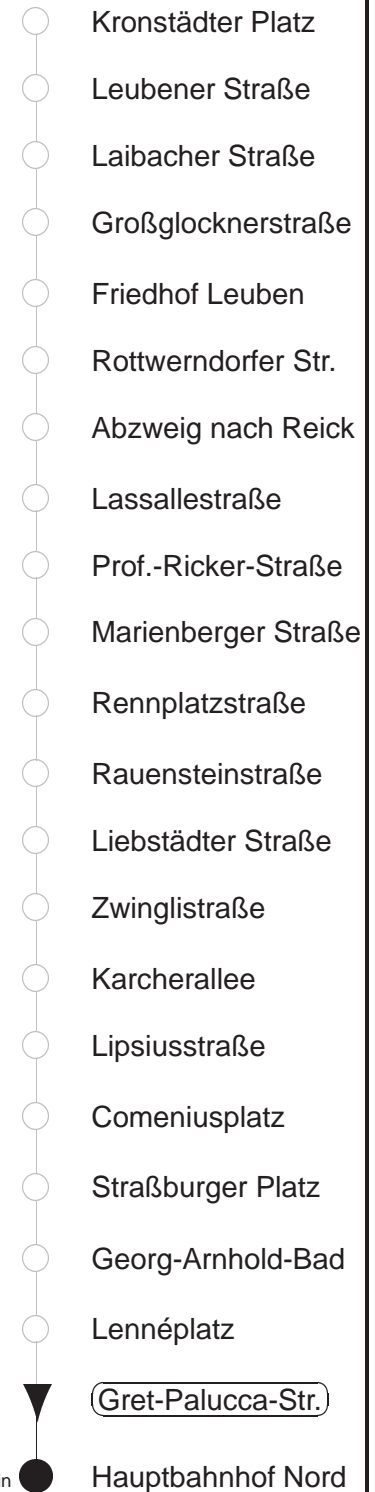 Kronstädter Platz
Leubener Straße
Laibacher Straße
Großglocknerstraße
Friedhof Leuben
Rottwerndorfer Str.
Abzweig nach Reick
Lassallestraße
Prof.-Ricker-Straße
Marienberger Straße
Rennplatzstraße
Rauensteinstraße
Liebstädter Straße
Zwinglistraße
Karcherallee
Lipsiusstraße
Comeniusplatz
Straßburger Platz
Georg-Arnhold-Bad
Lennéplatz
Gret-Palucca-Str.
in Hauptbahnhof Nord